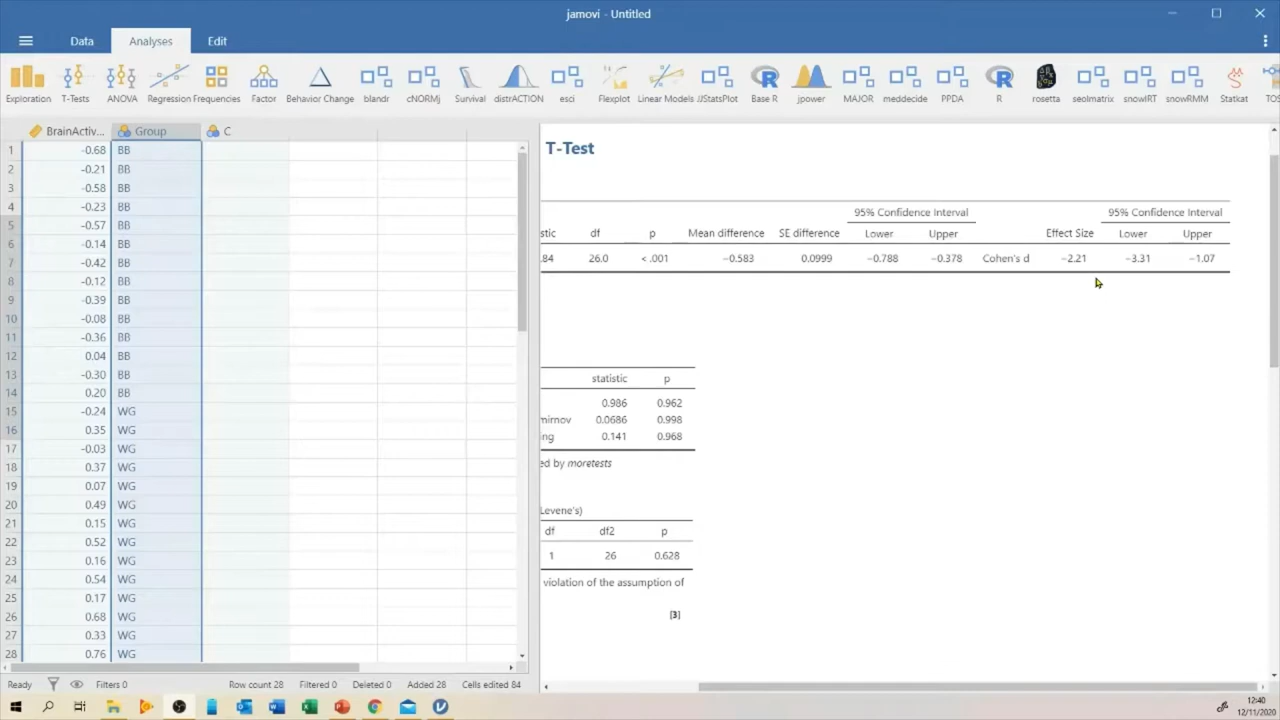 jamovi - Untitled
Data Analyses Edit
Exploration T-Tests ANOVA Regression Frequencies Factor Behavior Change blandr cNORMj Survival distrACTION esci Flexplot Linear Models JJStatsPlot Base R jpower MAJOR meddecide PPDA R rosetta seolmatrix snowIRT snowRMM Statkat TOS
BrainActiv... Group C
1 -0.68 BB
2 -0.21 BB
3 -0.58 BB
4 -0.23 BB
5 -0.57 BB
6 -0.14 BB
7 -0.42 BB
8 -0.12 BB
9 -0.39 BB
10 -0.08 BB
11 -0.36 BB
12 0.04 BB
13 -0.30 BB
14 0.20 BB
15 -0.24 WG
16 0.35 WG
17 -0.03 WG
18 0.37 WG
19 0.07 WG
20 0.49 WG
21 0.15 WG
22 0.52 WG
23 0.16 WG
24 0.54 WG
25 0.17 WG
26 0.68 WG
27 0.33 WG
28 0.76 WG
T-Test
95% Confidence Interval 95% Confidence Interval
stic df p Mean difference SE difference Lower Upper Effect Size Lower Upper
.84 26.0 < .001 −0.583 0.0999 −0.788 −0.378 Cohen's d −2.21 −3.31 −1.07
statistic p
0.986 0.962
mirnov 0.0686 0.998
ing 0.141 0.968
ed by moretests
Levene's)
df df2 p
1 26 0.628
violation of the assumption of
[3]
Ready Filters 0 Row count 28 Filtered 0 Deleted 0 Added 28 Cells edited 84
12:40
12/11/2020